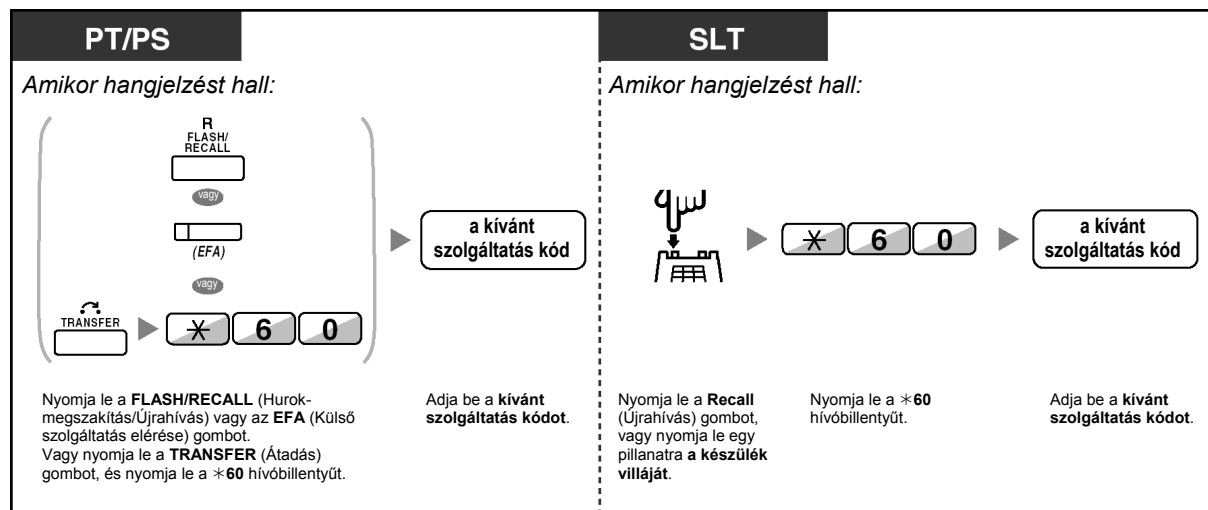 PT/PS
Amikor hangjelzést hall:
R
FLASH/
RECALL
vagy
(EFA)
vagy
TRANSFER
✳ 6 0
a kívánt
szolgáltatás kód
Nyomja le a FLASH/RECALL (Hurok-
megszakítás/Újrahívás) vagy az EFA (Külső
szolgáltatás elérése) gombot.
Vagy nyomja le a TRANSFER (Átadás)
gombot, és nyomja le a ✳60 hívóbillentyűt.
Adja be a kívánt
szolgáltatás kódot.
SLT
Amikor hangjelzést hall:
✳ 6 0
a kívánt
szolgáltatás kód
Nyomja le a Recall
(Újrahívás) gombot,
vagy nyomja le egy
pillanatra a készülék
villáját.
Nyomja le a ✳60
hívóbillentyűt.
Adja be a kívánt
szolgáltatás kódot.